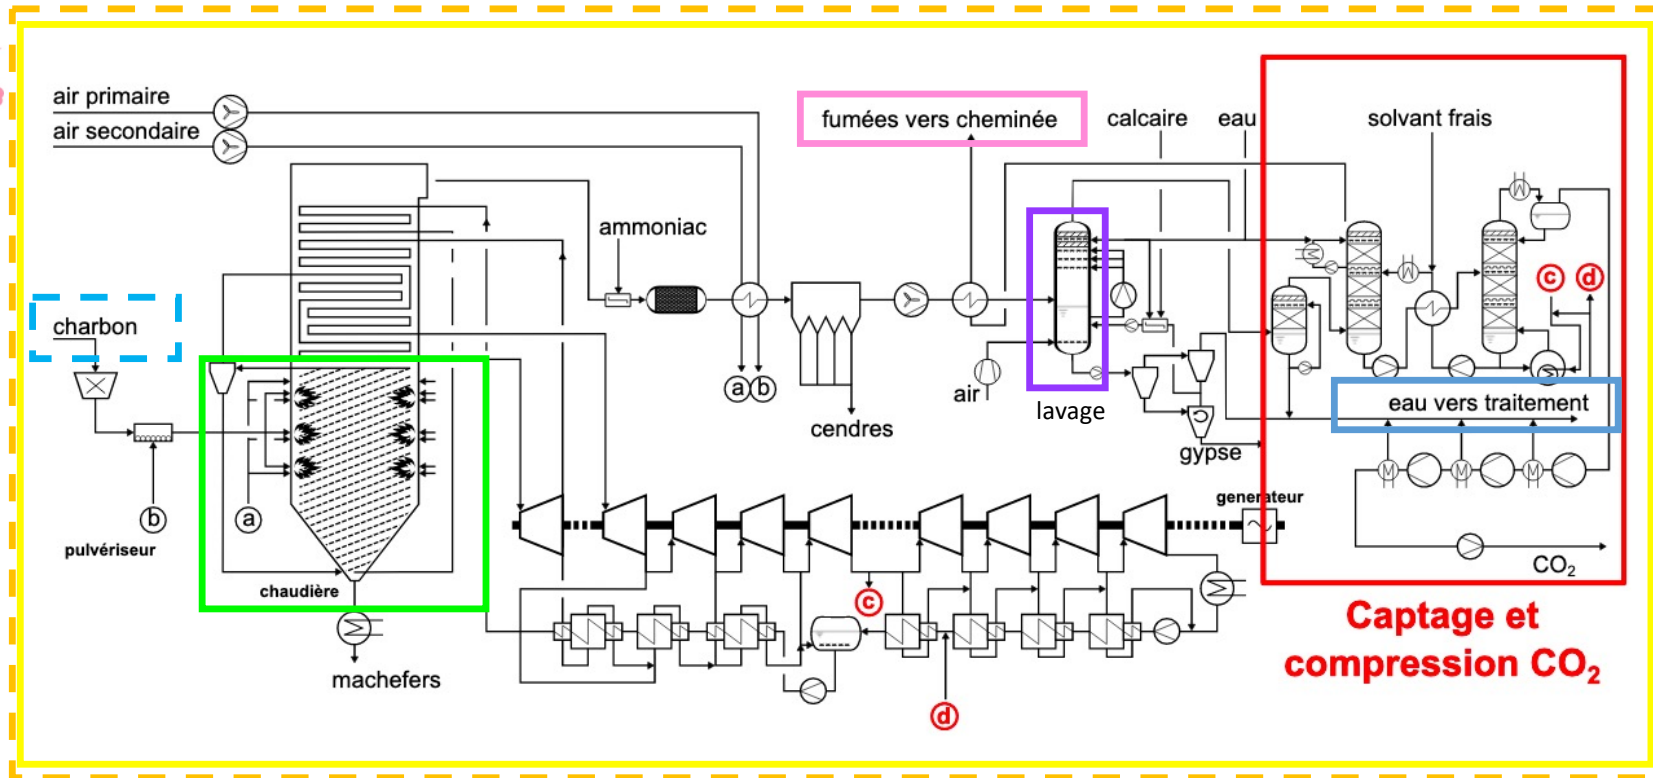 air primaire
air secondaire
fumées vers cheminée
calcaire
eau
solvant frais
ammoniac
charbon
c
d
a
b
air
lavage
cendres
eau vers traitement
gypse
b
a
pulvériseur
generateur
chaudière
CO₂
c
Captage et
compression CO₂
machefers
d